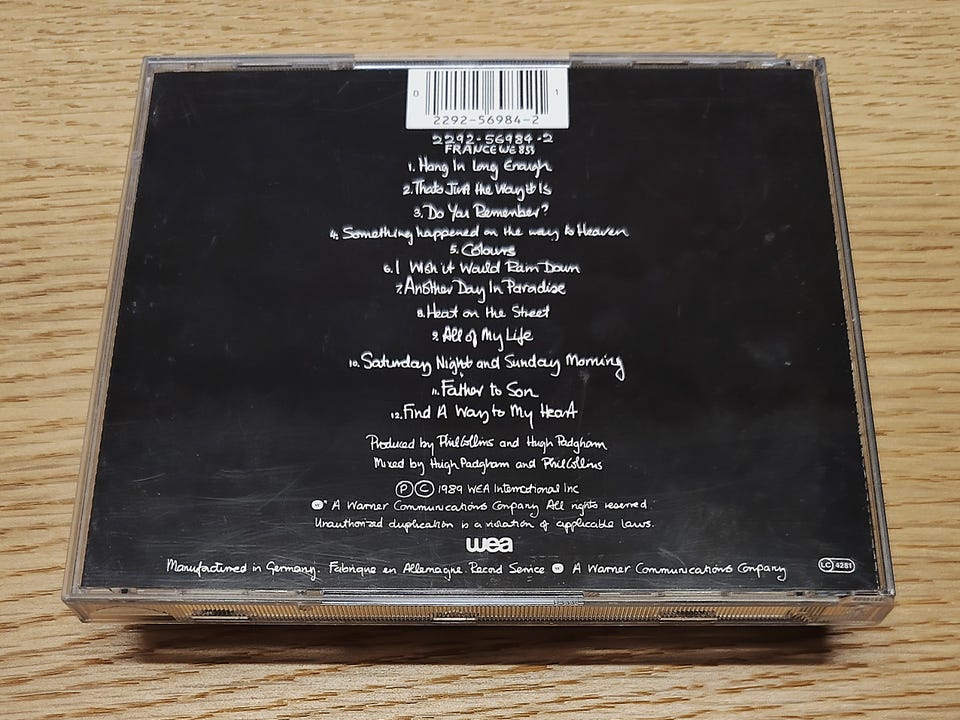 0 1
2292-56984-2
2292-56984-2
FRANCE WE 853
1. Hang In Long Enough
2. Thats Just the Way it Is
3. Do You Remember?
4. Something happened on the way to Heaven
5. Colours
6. I Wish it Would Rain Down
7. Another Day In Paradise
8. Heat on the Street
9. All of My Life
10. Saturday Night and Sunday Morning
11. Father to Son
12. Find A Way to My Heart
Produced by Phil Collins and Hugh Padgham
Mixed by Hugh Padgham and Phil Collins
Ⓟ Ⓒ 1989 WEA International Inc
A Warner Communications Company All rights reserved
Unauthorized duplication is a violation of applicable laws.
wea
Manufactured in Germany. Fabriqué en Allemagne. Record Service A Warner Communications Company
LC 4281